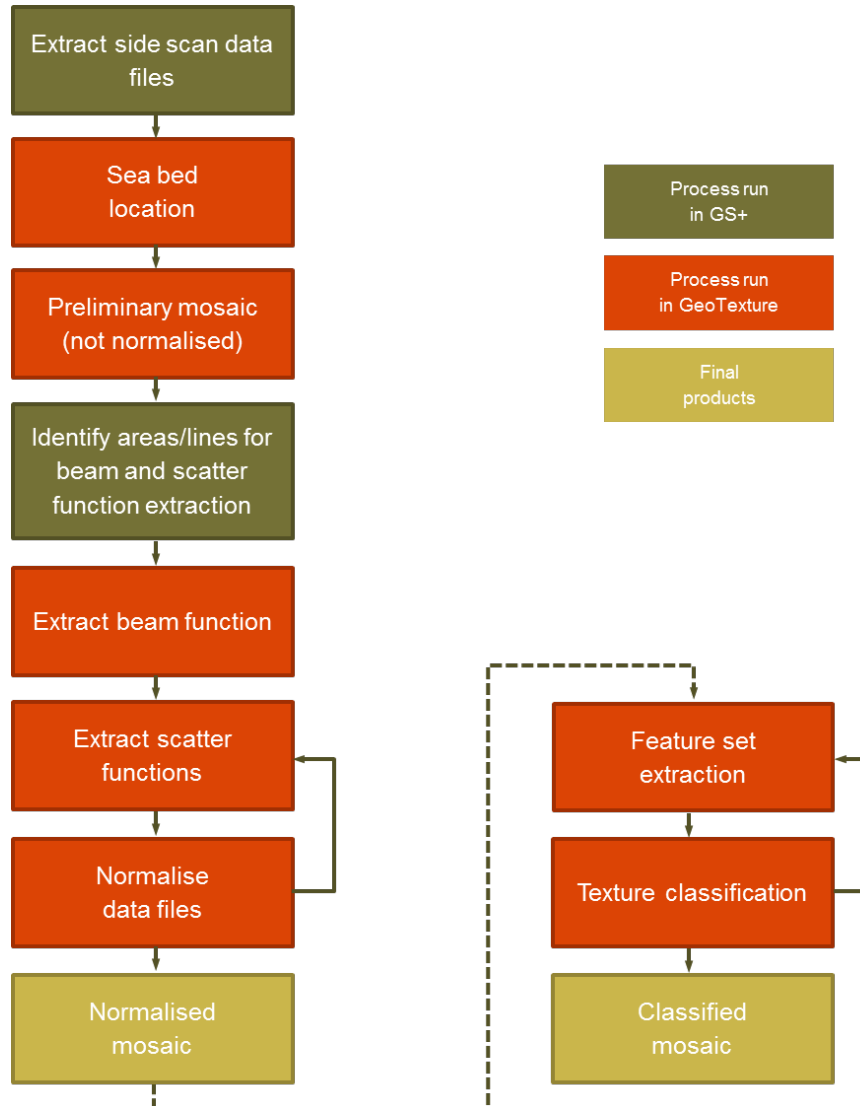 Extract side scan data
files
Sea bed
location
Preliminary mosaic
(not normalised)
Identify areas/lines for
beam and scatter
function extraction
Extract beam function
Extract scatter
functions
Normalise
data files
Normalised
mosaic
Process run
in GS+
Process run
in GeoTexture
Final
products
Feature set
extraction
Texture classification
Classified
mosaic